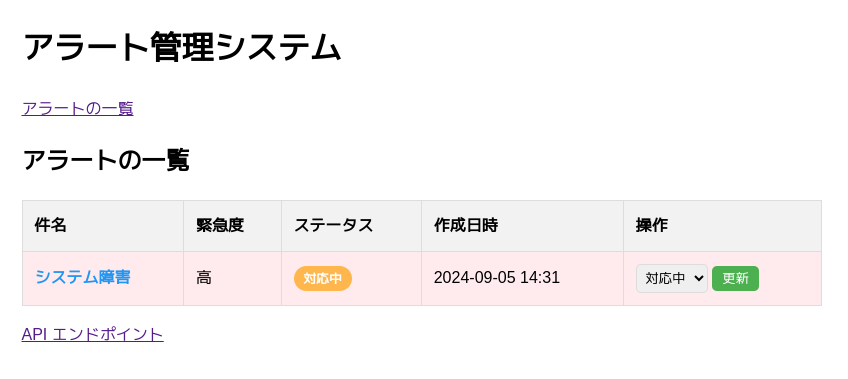 アラート管理システム
アラートの一覧
アラートの一覧
件名 緊急度 ステータス 作成日時 操作
システム障害 高 対応中 2024-09-05 14:31 対応中 更新
API エンドポイント